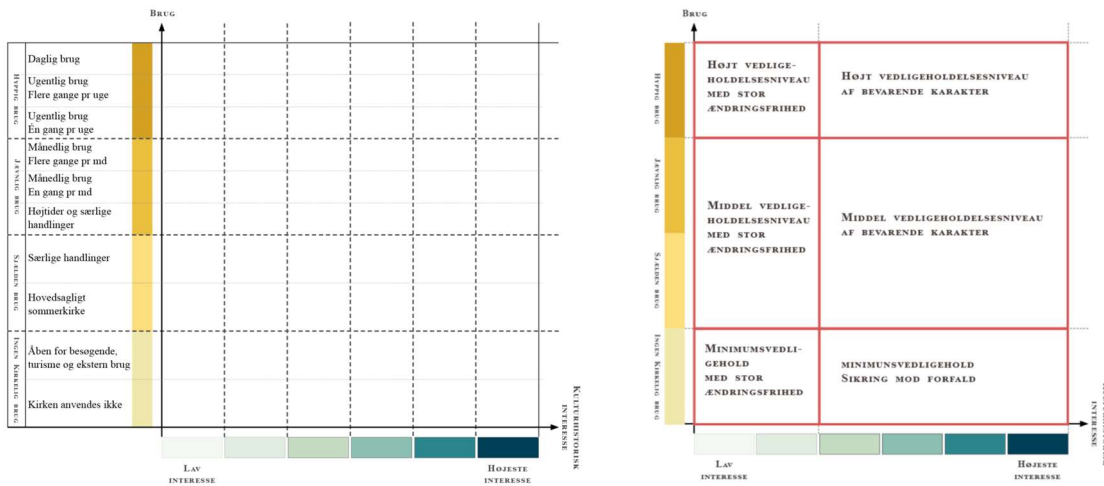 BRUG
HYPPIG BRUG
Daglig brug
Ugentlig brug
Flere gange pr uge
Ugentlig brug
Én gang pr uge
JÆVNLIG BRUG
Månedlig brug
Flere gange pr md
Månedlig brug
En gang pr md
Højtider og særlige
handlinger
SJÆLDEN BRUG
Særlige handlinger
Hovedsagligt
sommerkirke
INGEN KIRKELIG BRUG
Åben for besøgende,
turisme og ekstern brug
Kirken anvendes ikke
KULTURHISTORISK
INTERESSE
LAV
INTERESSE
HØJESTE
INTERESSE
BRUG
HYPPIG BRUG
JÆVNLIG BRUG
SJÆLDEN BRUG
INGEN KIRKELIG BRUG
HØJT VEDLIGE-
HOLDELSESNIVEAU
MED STOR
ÆNDRINGSFRIHED
HØJT VEDLIGEHOLDELSESNIVEAU
AF BEVARENDE KARAKTER
MIDDEL VEDLIGE-
HOLDELSESNIVEAU
MED STOR
ÆNDRINGSFRIHED
MIDDEL VEDLIGEHOLDELSESNIVEAU
AF BEVARENDE KARAKTER
MINIMUMSVEDLI-
GEHOLD
MED STOR
ÆNDRINGSFRIHED
MINIMUNSVEDLIGEHOLD
SIKRING MOD FORFALD
INTERESSE
LAV
INTERESSE
HØJESTE
INTERESSE